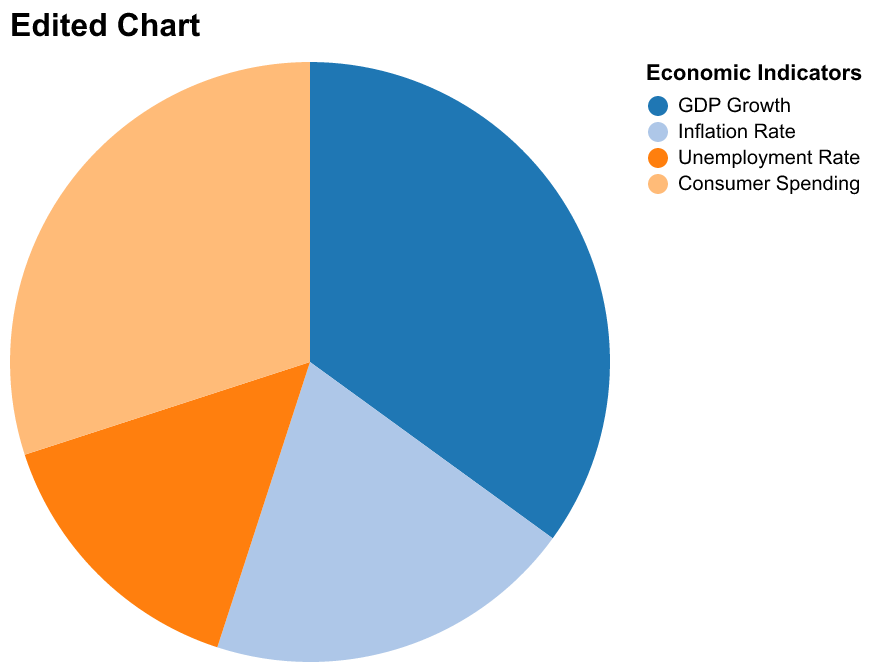 Edited Chart
Economic Indicators
GDP Growth
Inflation Rate
Unemployment Rate
Consumer Spending